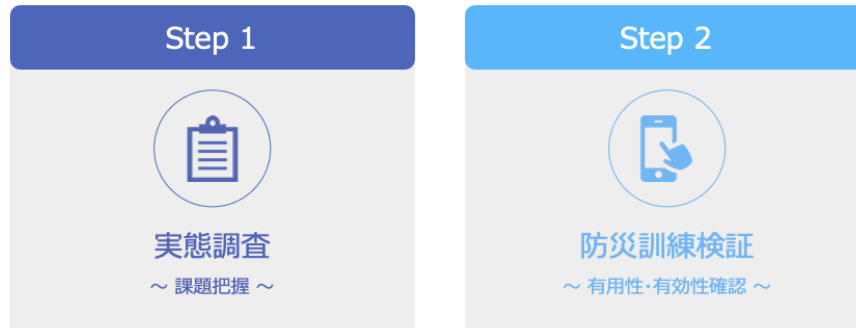 Step 1
実態調査
～ 課題把握 ～
Step 2
防災訓練検証
～ 有用性・有効性確認 ～